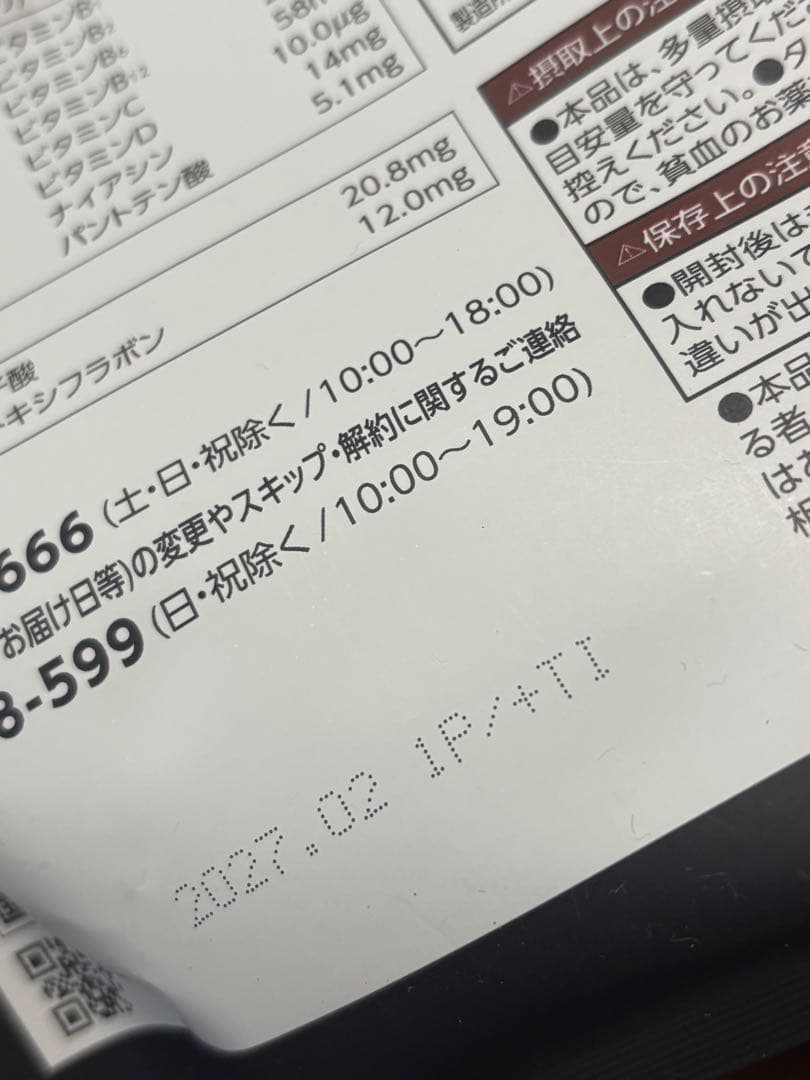 58
10.0μg
14mg
5.1mg
ビタミンB₂
ビタミンB₆
ビタミンB₁₂
ビタミンC
ビタミンD
ナイアシン
パントテン酸
20.8mg
12.0mg
酸
キシフラボン
666 (土・日・祝除く/10:00〜18:00)
お届け日等)の変更やスキップ・解約に関するご連絡
8-599 (日・祝除く/10:00〜19:00)
2027.02 1P/+TI
製造所
⚠摂取上の注
●本品は、多量摂取
目安量を守ってくだ
控えください。●
ので、貧血のお薬
⚠保存上の注意
●開封後は
入れないで
違いが出
●本品
る者
は
相